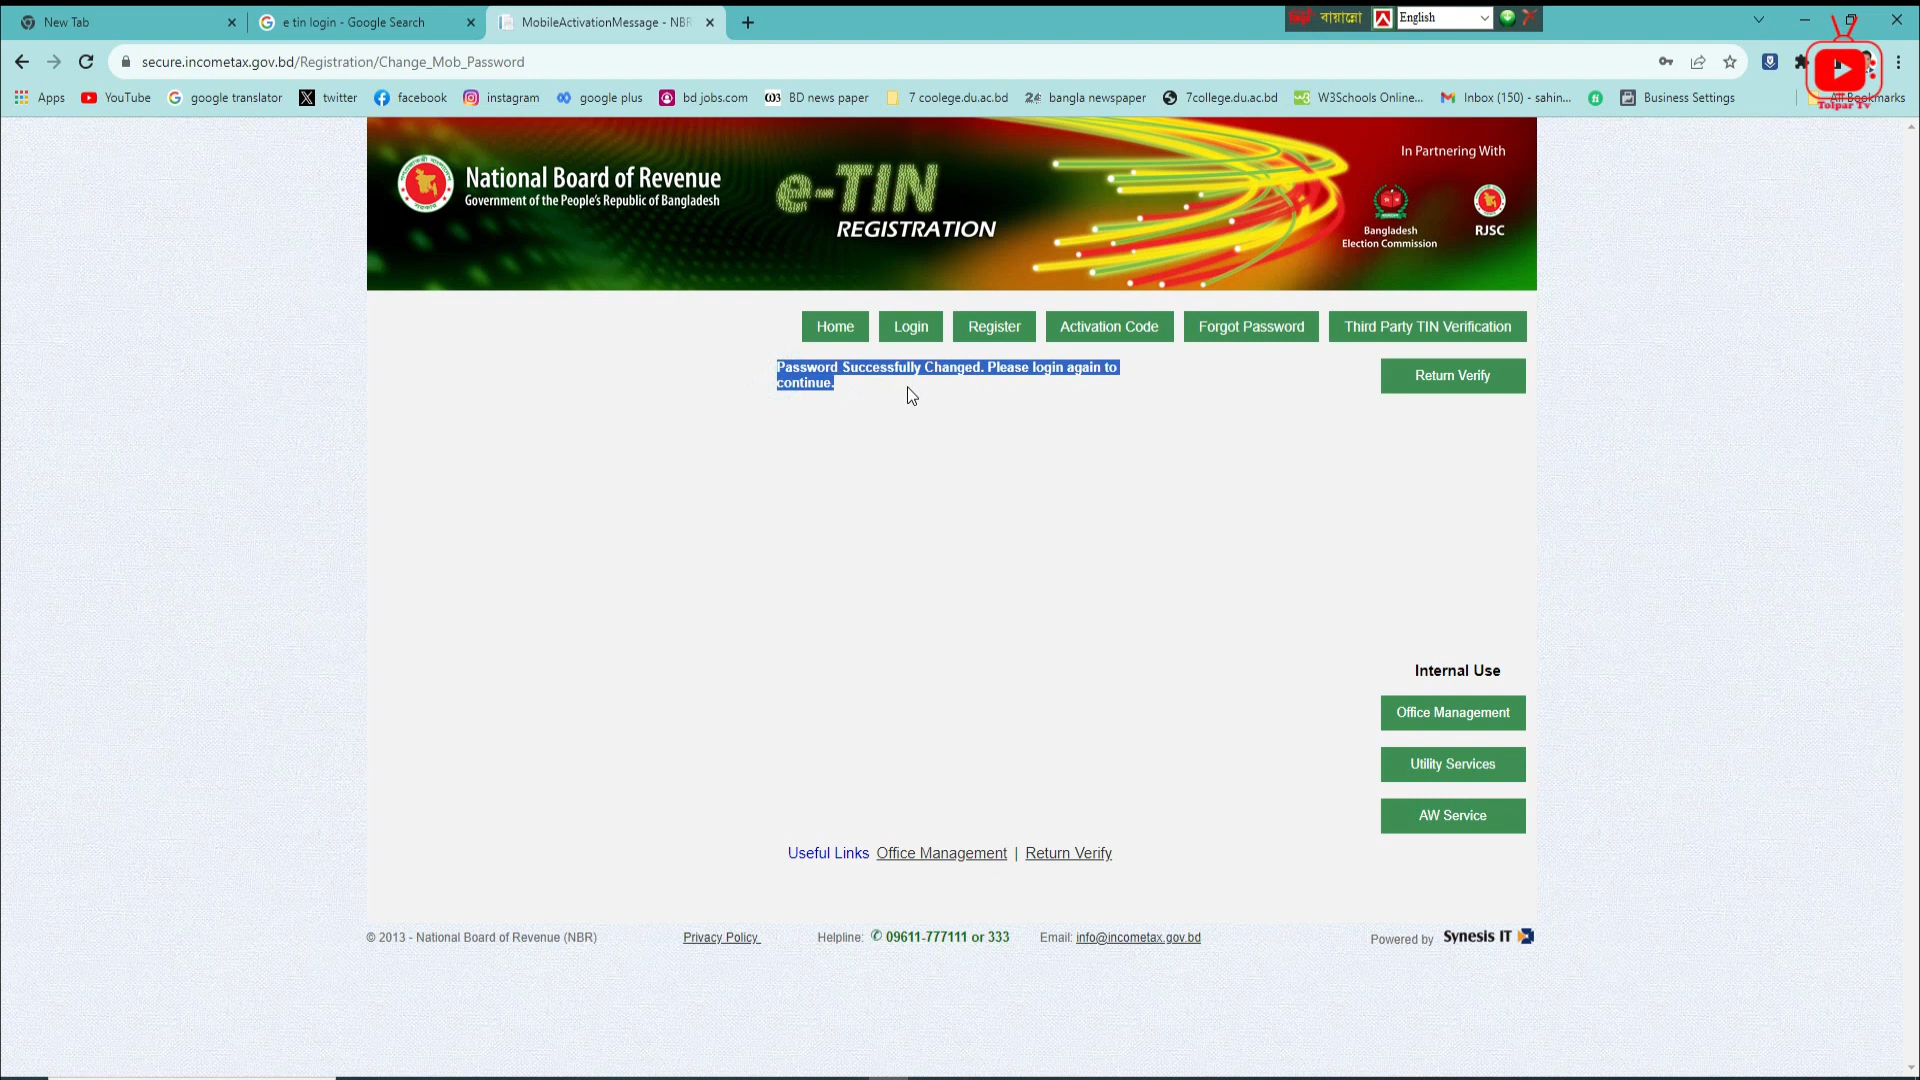 New Tab
e tin login - Google Search
MobileActivationMessage - NBR
বায়ান্নো
English
secure.incometax.gov.bd/Registration/Change_Mob_Password
Apps
YouTube
google translator
twitter
facebook
instagram
google plus
bd jobs.com
BD news paper
7 coolege.du.ac.bd
bangla newspaper
7college.du.ac.bd
W3Schools Online...
Inbox (150) - sahin...
Business Settings
All Bookmarks
Tolpar Tv
National Board of Revenue
Government of the People's Republic of Bangladesh
e-TIN
REGISTRATION
In Partnering With
Bangladesh
Election Commission
RJSC
Home
Login
Register
Activation Code
Forgot Password
Third Party TIN Verification
Password Successfully Changed. Please login again to
continue.
Return Verify
Internal Use
Office Management
Utility Services
AW Service
Useful Links Office Management | Return Verify
© 2013 - National Board of Revenue (NBR)
Privacy Policy
Helpline: 09611-777111 or 333
Email: info@incometax.gov.bd
Powered by Synesis IT